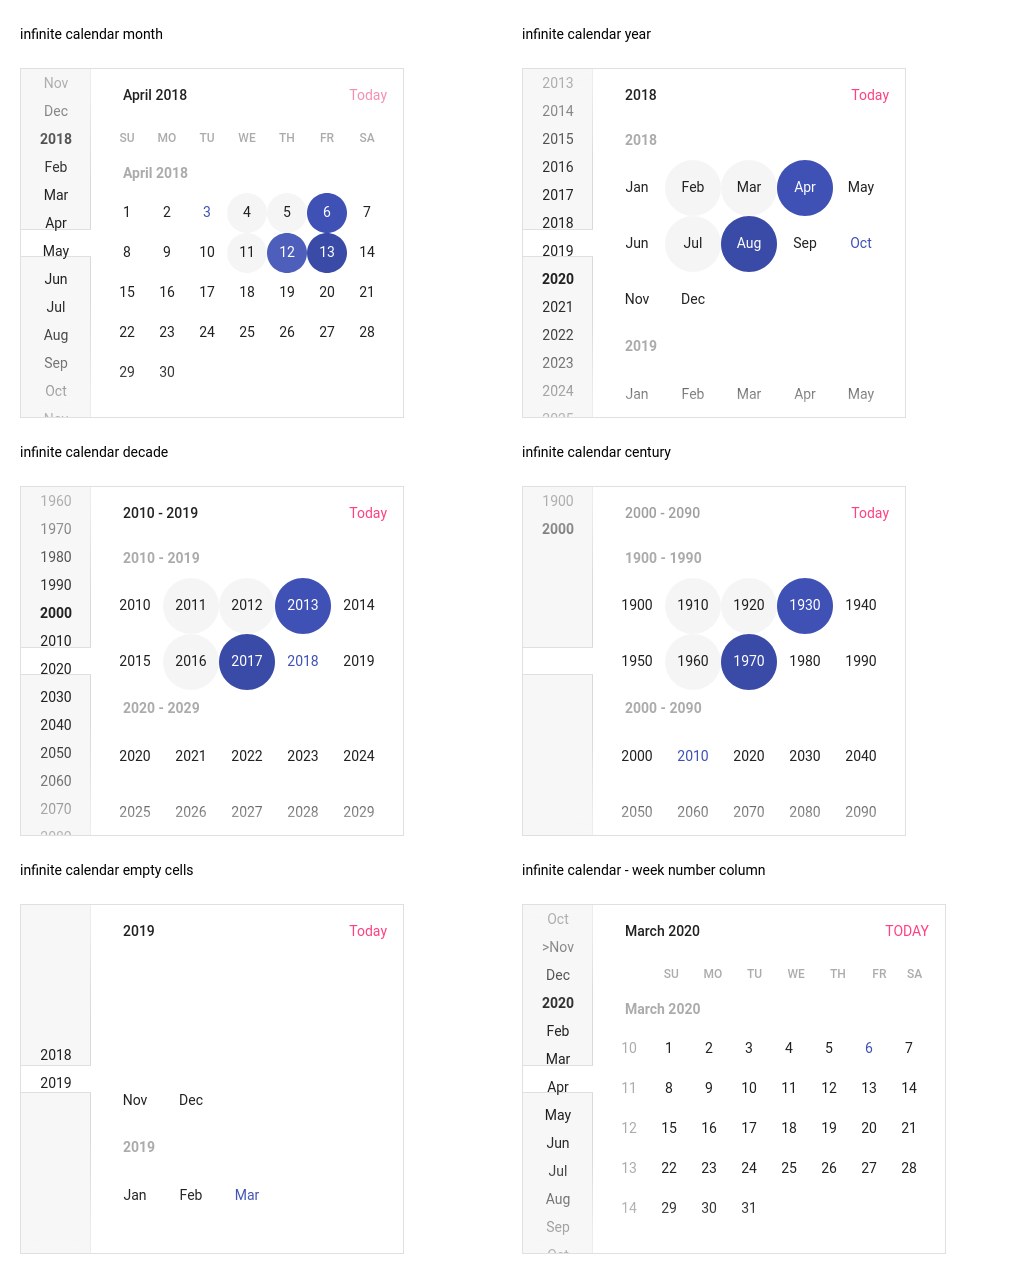 infinite calendar month
Nov
Dec
2018
Feb
Mar
Apr
May
Jun
Jul
Aug
Sep
Oct
Nov
April 2018 Today
SU MO TU WE TH FR SA
April 2018
1 2 3 4 5 6 7
8 9 10 11 12 13 14
15 16 17 18 19 20 21
22 23 24 25 26 27 28
29 30
infinite calendar year
2013
2014
2015
2016
2017
2018
2019
2020
2021
2022
2023
2024
2025
2018 Today
2018
Jan Feb Mar Apr May
Jun Jul Aug Sep Oct
Nov Dec
2019
Jan Feb Mar Apr May
infinite calendar decade
1960
1970
1980
1990
2000
2010
2020
2030
2040
2050
2060
2070
2080
2010 - 2019 Today
2010 - 2019
2010 2011 2012 2013 2014
2015 2016 2017 2018 2019
2020 - 2029
2020 2021 2022 2023 2024
2025 2026 2027 2028 2029
infinite calendar century
1900
2000
2000 - 2090 Today
1900 - 1990
1900 1910 1920 1930 1940
1950 1960 1970 1980 1990
2000 - 2090
2000 2010 2020 2030 2040
2050 2060 2070 2080 2090
infinite calendar empty cells
2018
2019
2019 Today
Nov Dec
2019
Jan Feb Mar
infinite calendar - week number column
Oct
>Nov
Dec
2020
Feb
Mar
Apr
May
Jun
Jul
Aug
Sep
Oct
March 2020 TODAY
SU MO TU WE TH FR SA
March 2020
10 1 2 3 4 5 6 7
11 8 9 10 11 12 13 14
12 15 16 17 18 19 20 21
13 22 23 24 25 26 27 28
14 29 30 31